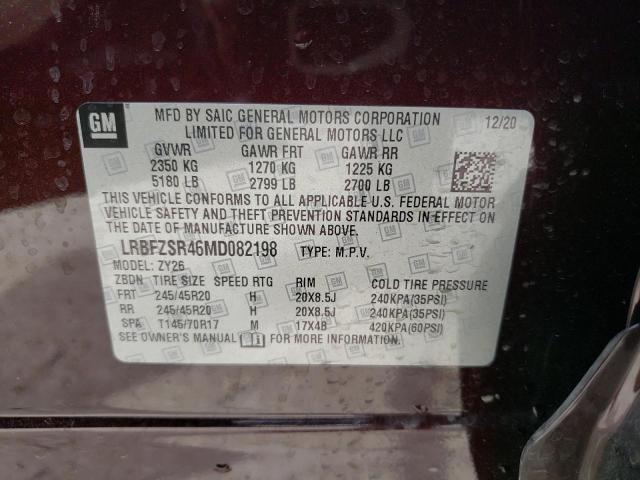 GM
MFD BY SAIC GENERAL MOTORS CORPORATION 12/20
LIMITED FOR GENERAL MOTORS LLC
GVWR GAWR FRT GAWR RR
2350 KG 1270 KG 1225 KG
5180 LB 2799 LB 2700 LB
THIS VEHICLE CONFORMS TO ALL APPLICABLE U.S. FEDERAL MOTOR
VEHICLE SAFETY AND THEFT PREVENTION STANDARDS IN EFFECT ON
THE DATE OF MANUFACTURE SHOWN ABOVE.
LRBFZSR46MD082198 TYPE: M.P.V.
MODEL: ZY26
ZBDN TIRE SIZE SPEED RTG RIM COLD TIRE PRESSURE
FRT 245/45R20 H 20X8.5J 240KPA(35PSI)
RR 245/45R20 H 20X8.5J 240KPA(35PSI)
SPA T145/70R17 M 17X4B 420KPA(60PSI)
SEE OWNER'S MANUAL FOR MORE INFORMATION.